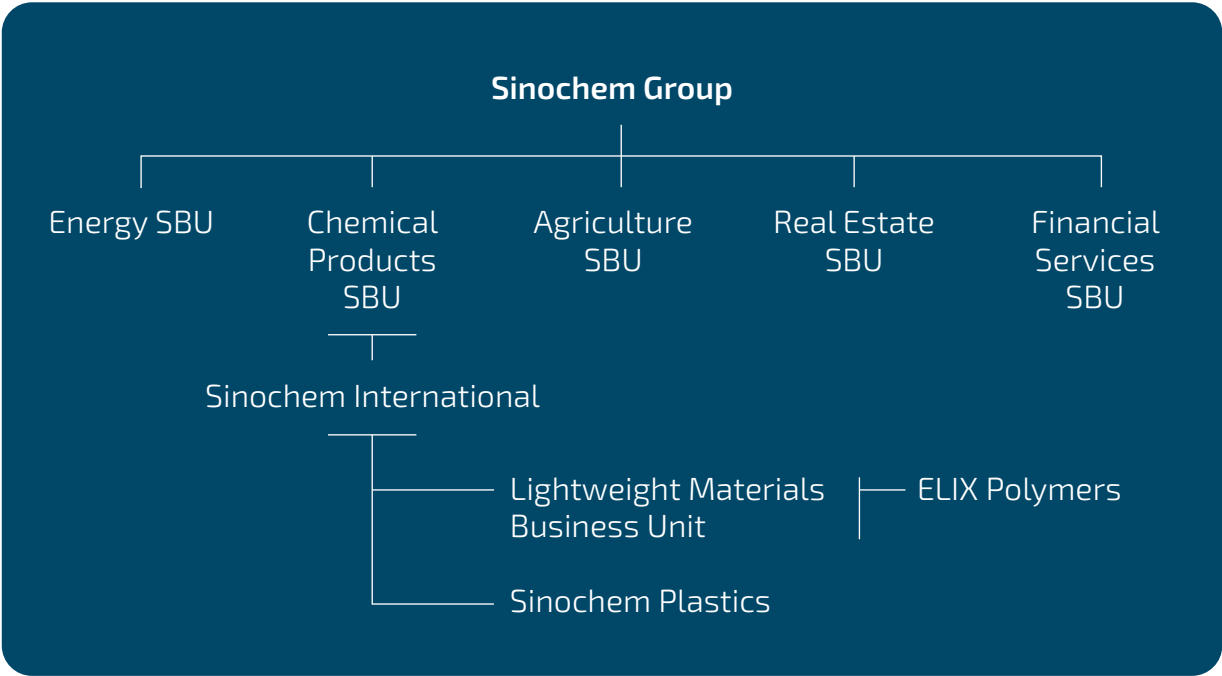 Sinochem Group
Energy SBU
Chemical
Products
SBU
Agriculture
SBU
Real Estate
SBU
Financial
Services
SBU
Sinochem International
Lightweight Materials
Business Unit
ELIX Polymers
Sinochem Plastics